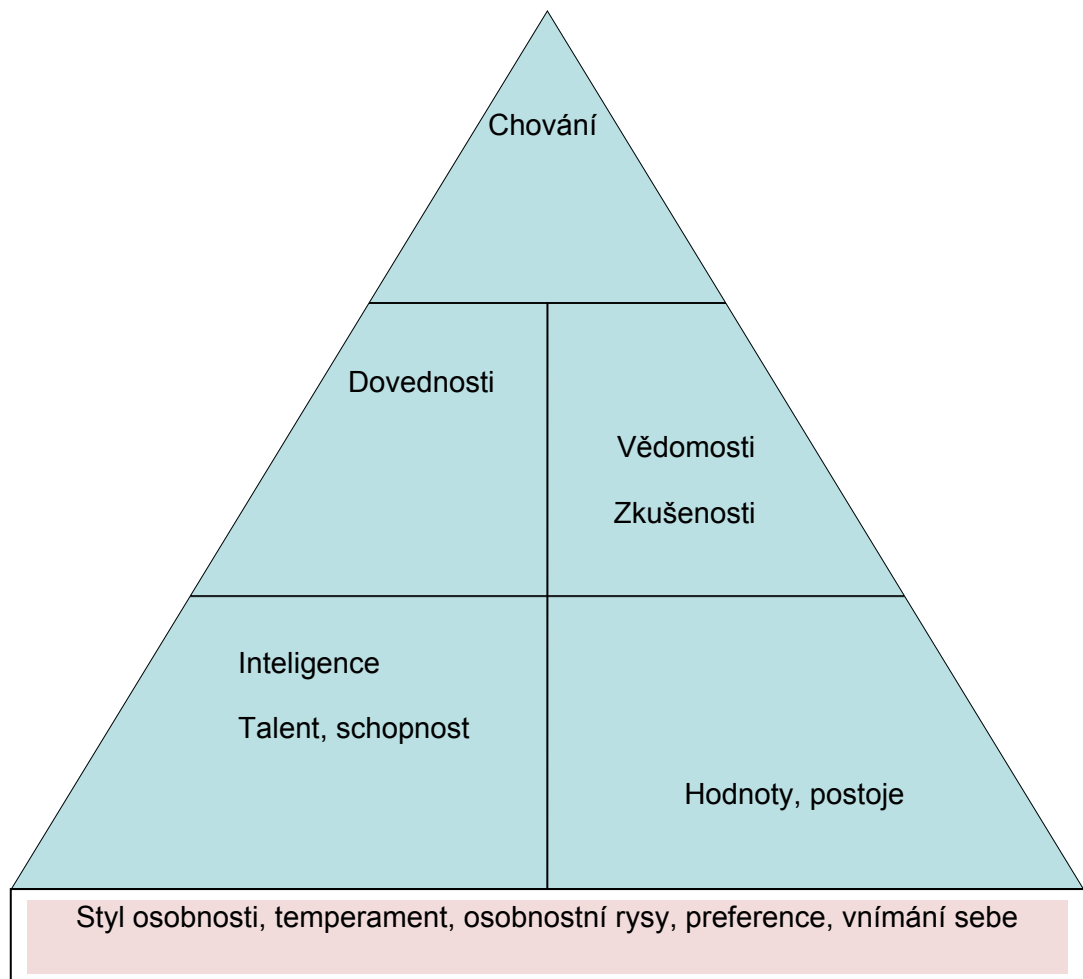 Chování
Dovednosti
Vědomosti
Zkušenosti
Inteligence
Talent, schopnost
Hodnoty, postoje
Styl osobnosti, temperament, osobnostní rysy, preference, vnímání sebe